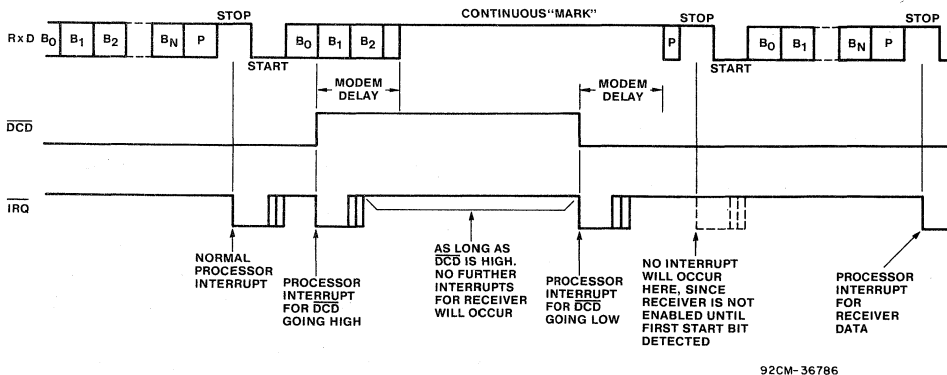 STOP CONTINUOUS "MARK" STOP STOP
RxD B0 B1 B2 BN P B0 B1 B2 P B0 B1 BN P
START START
MODEM DELAY
MODEM DELAY
DCD
IRQ
NORMAL
PROCESSOR
INTERRUPT
PROCESSOR
INTERRUPT
FOR DCD
GOING HIGH
AS LONG AS
DCD IS HIGH.
NO FURTHER
INTERRUPTS
FOR RECEIVER
WILL OCCUR
PROCESSOR
INTERRUPT
FOR DCD
GOING LOW
NO INTERRUPT
WILL OCCUR
HERE, SINCE
RECEIVER IS NOT
ENABLED UNTIL
FIRST START BIT
DETECTED
PROCESSOR
INTERRUPT
FOR
RECEIVER
DATA
92CM-36786